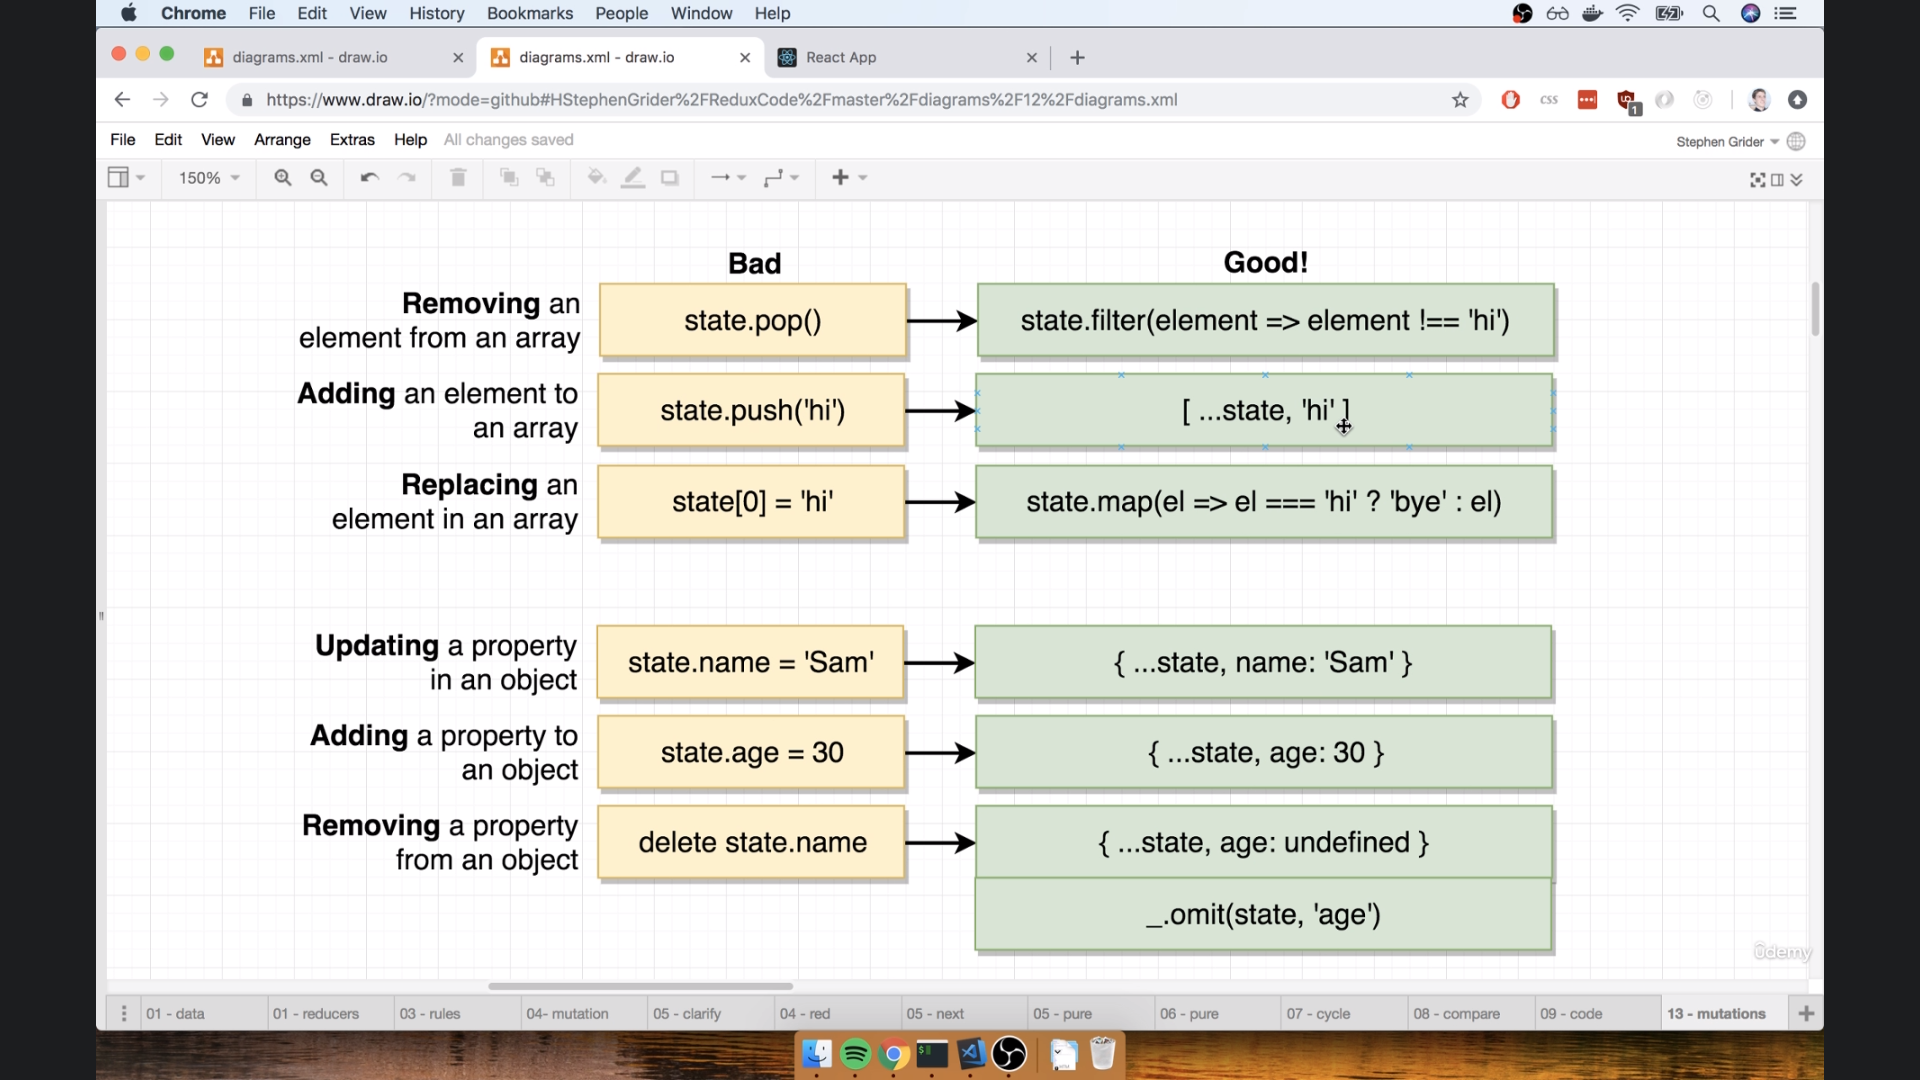 Chrome File Edit View History Bookmarks People Window Help
diagrams.xml - draw.io diagrams.xml - draw.io React App
https://www.draw.io/?mode=github#HStephenGrider%2FReduxCode%2Fmaster%2Fdiagrams%2F12%2Fdiagrams.xml
css
1
File Edit View Arrange Extras Help All changes saved
Stephen Grider
150%
Bad
Good!
Removing an
element from an array
state.pop()
state.filter(element => element !== 'hi')
Adding an element to
an array
state.push('hi')
[ ...state, 'hi' ]
Replacing an
element in an array
state[0] = 'hi'
state.map(el => el === 'hi' ? 'bye' : el)
Updating a property
in an object
state.name = 'Sam'
{ ...state, name: 'Sam' }
Adding a property to
an object
state.age = 30
{ ...state, age: 30 }
Removing a property
from an object
delete state.name
{ ...state, age: undefined }
_.omit(state, 'age')
ûdemy
01 - data 01 - reducers 03 - rules 04- mutation 05 - clarify 04 - red 05 - next 05 - pure 06 - pure 07 - cycle 08 - compare 09 - code 13 - mutations